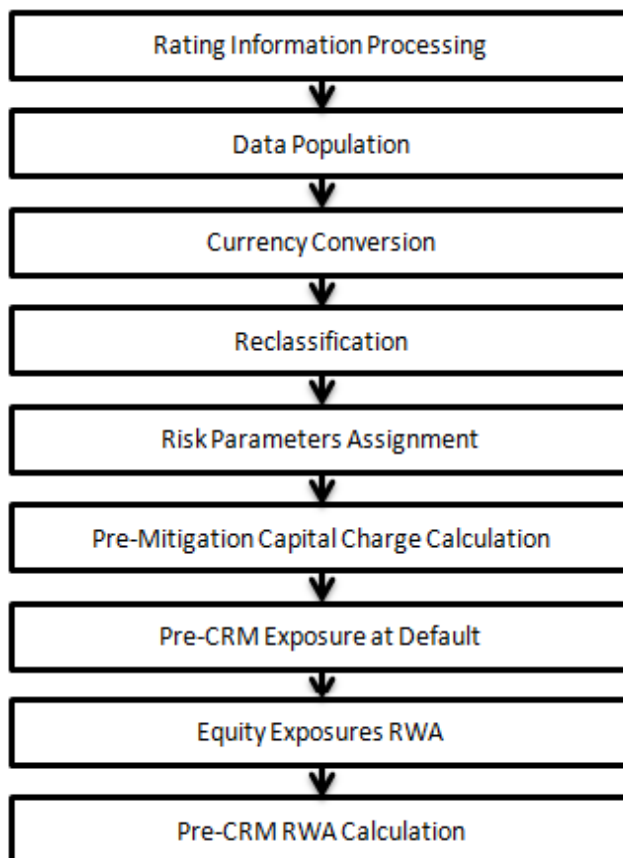 Rating Information Processing
Data Population
Currency Conversion
Reclassification
Risk Parameters Assignment
Pre-Mitigation Capital Charge Calculation
Pre-CRM Exposure at Default
Equity Exposures RWA
Pre-CRM RWA Calculation